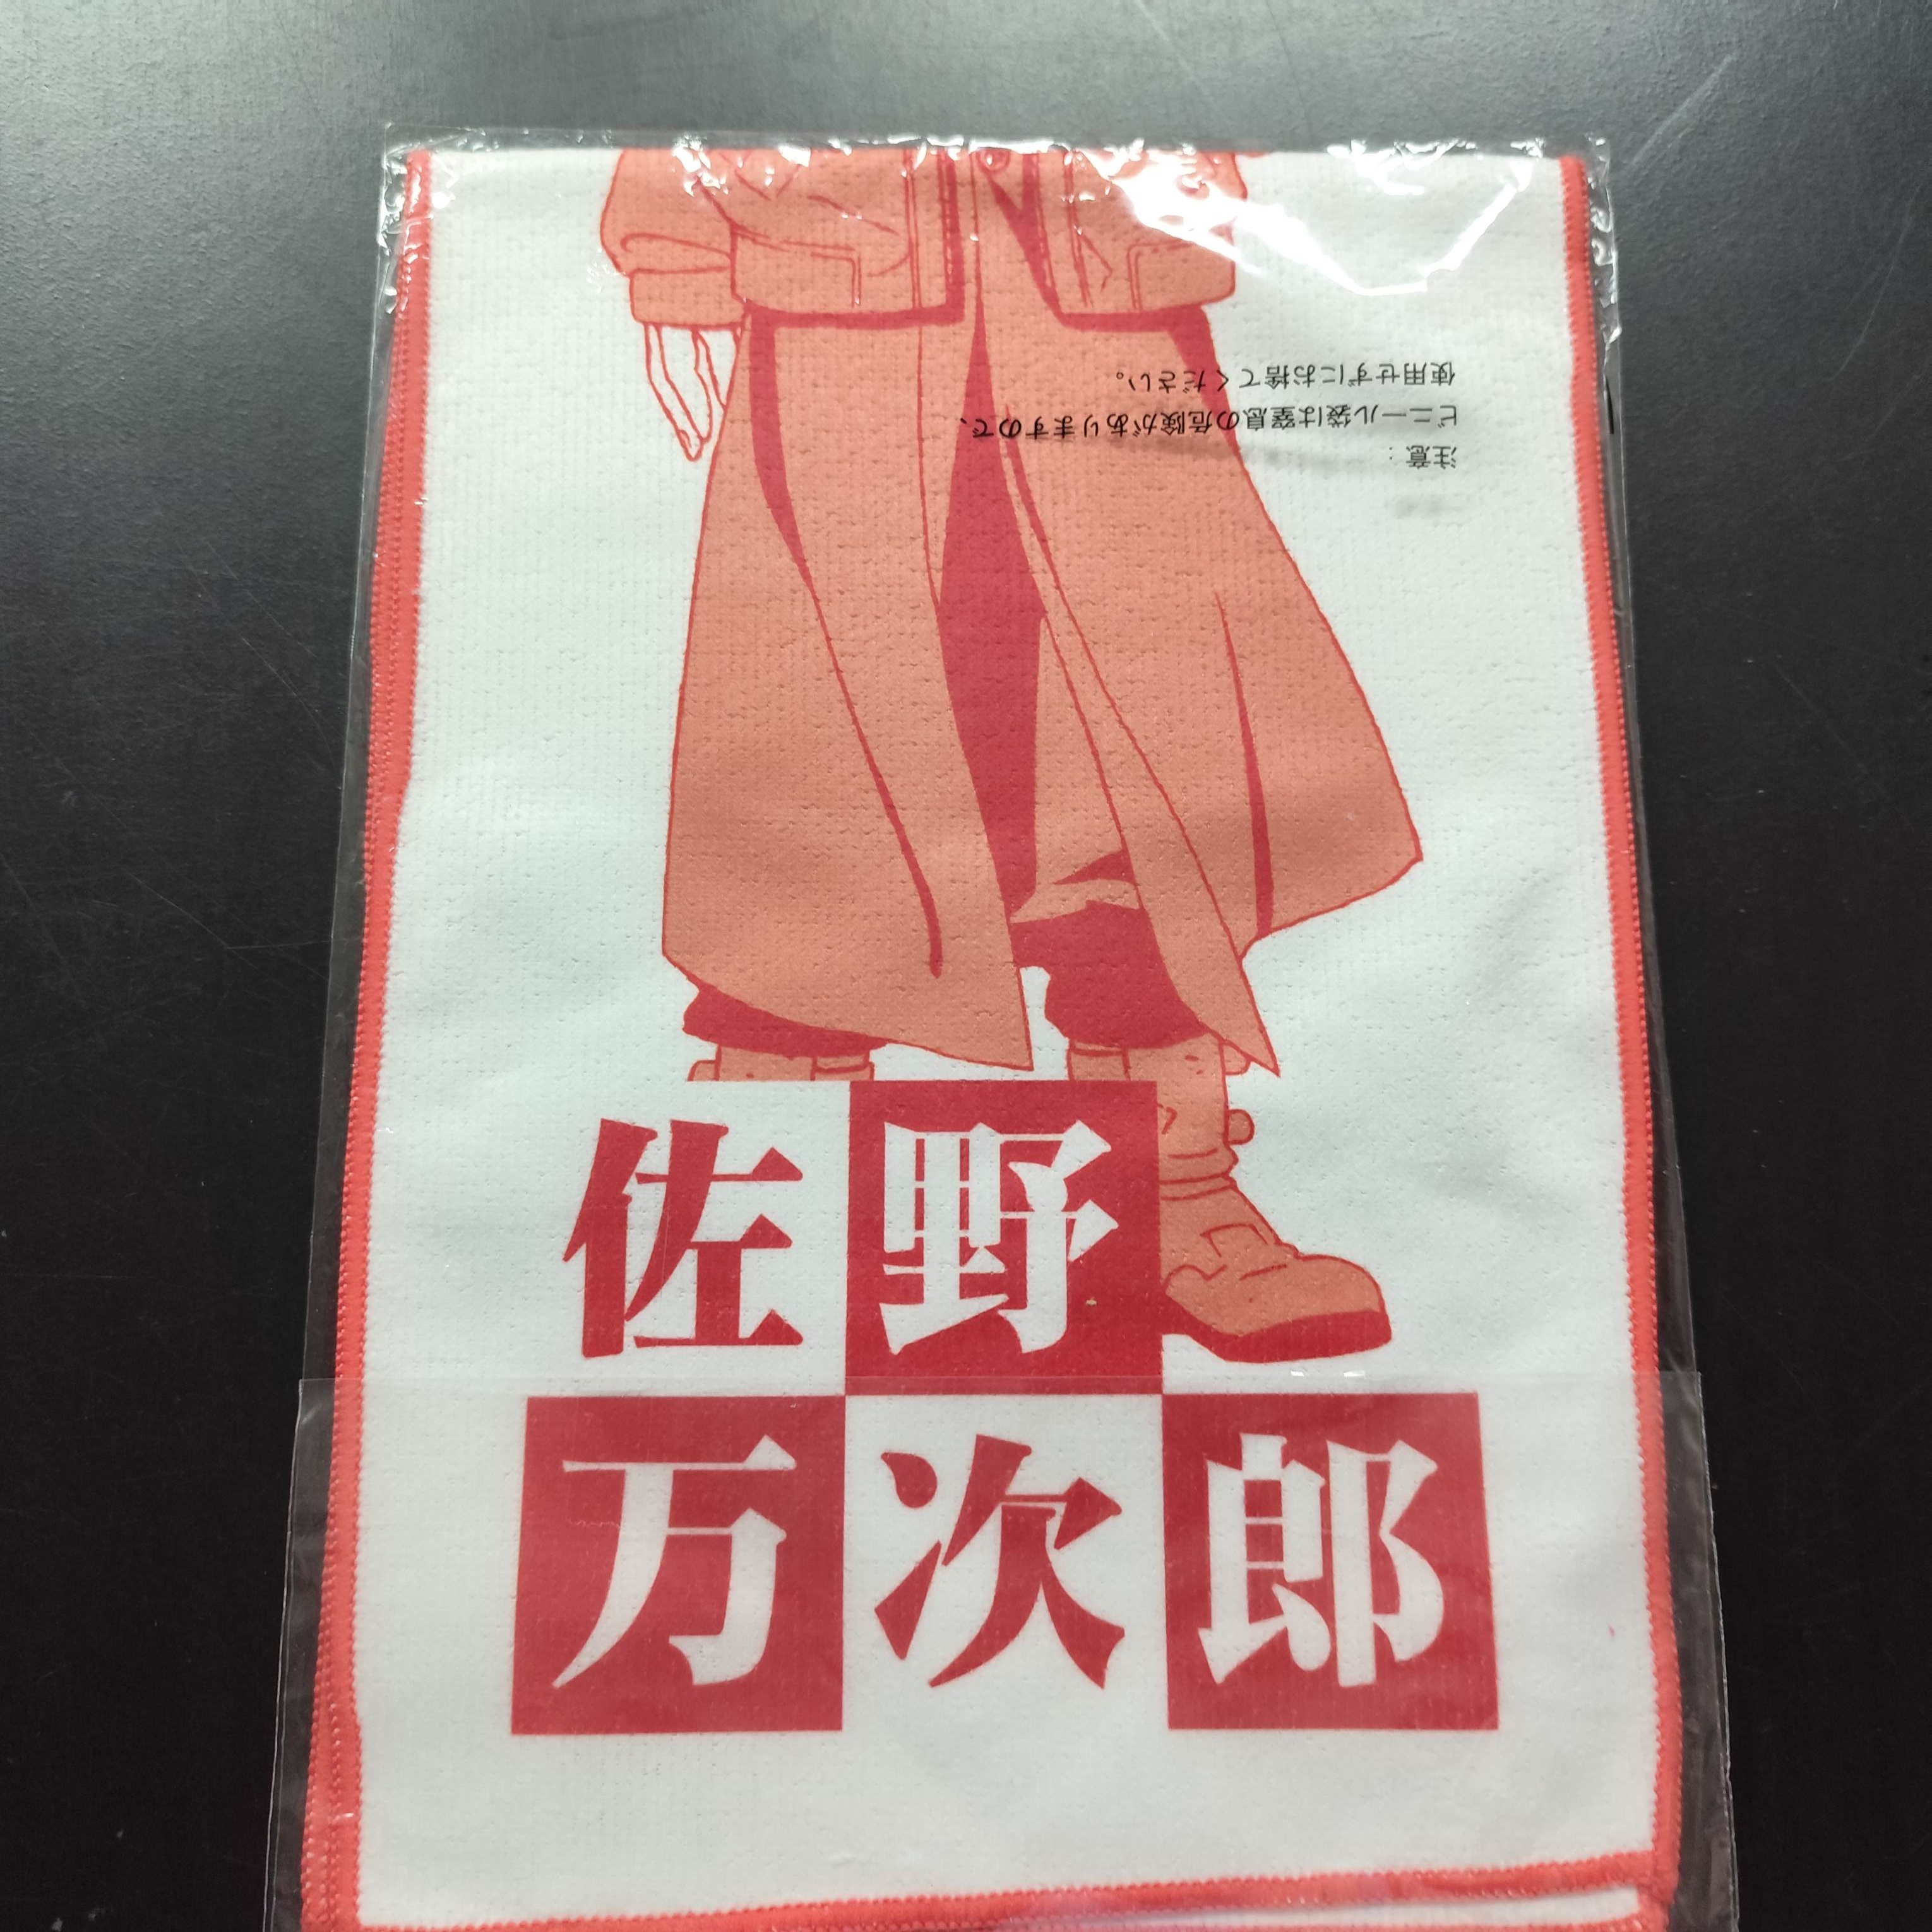 注意：
ビニール袋は窒息の危険がありますので、
使用せずにお捨てください。
佐野
万次郎